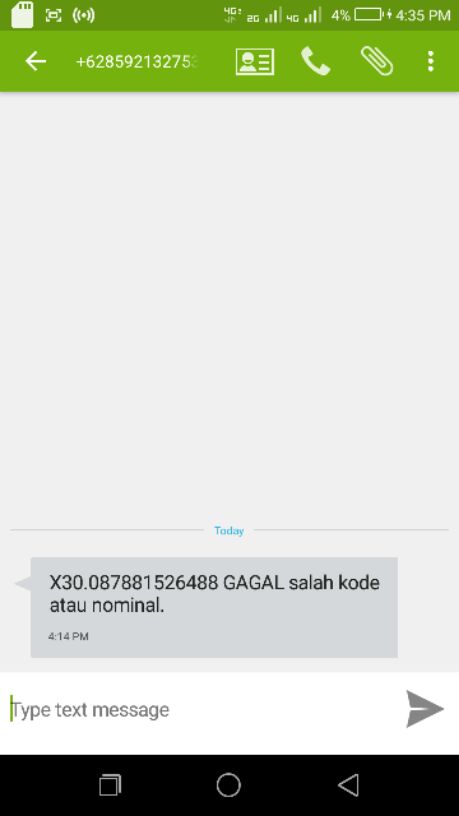 4G 2G 4G 4% 4:35 PM
+62859213275
Today
X30.087881526488 GAGAL salah kode
atau nominal.
4:14 PM
Type text message